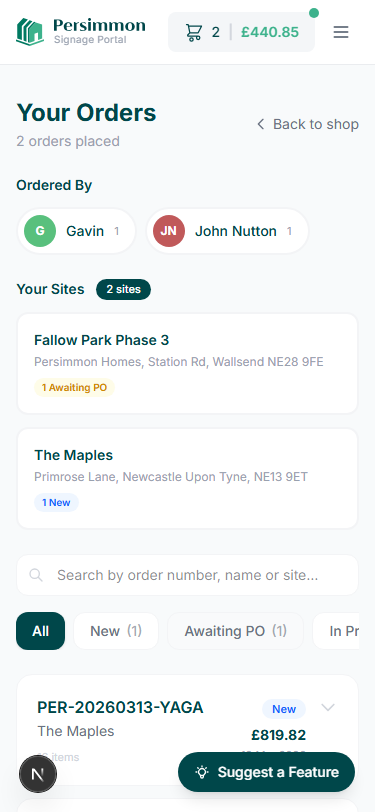 Persimmon
Signage Portal
2 | £440.85
Your Orders
2 orders placed
Back to shop
Ordered By
G Gavin 1
JN John Nutton 1
Your Sites 2 sites
Fallow Park Phase 3
Persimmon Homes, Station Rd, Wallsend NE28 9FE
1 Awaiting PO
The Maples
Primrose Lane, Newcastle Upon Tyne, NE13 9ET
1 New
Search by order number, name or site...
All New (1) Awaiting PO (1) In Pr
PER-20260313-YAGA New
The Maples £819.82
items
N Suggest a Feature